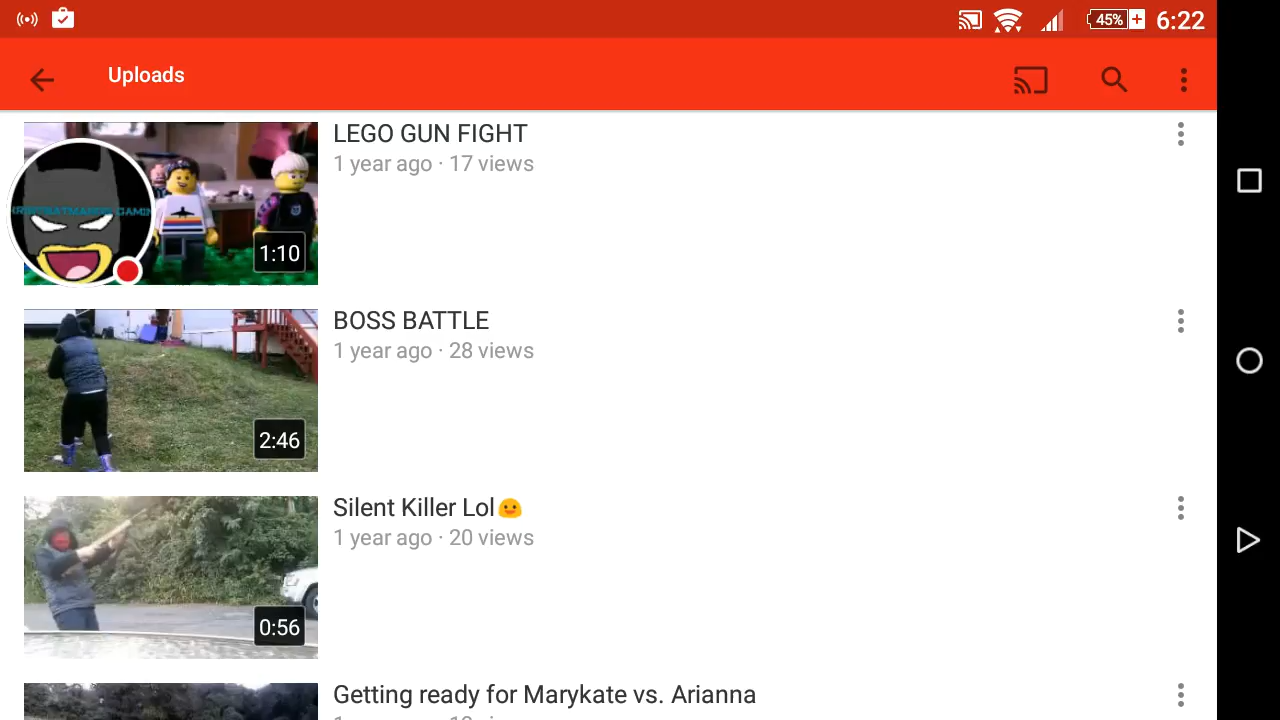 45%
6:22
Uploads
LEGO GUN FIGHT
1 year ago · 17 views
1:10
BOSS BATTLE
1 year ago · 28 views
2:46
Silent Killer Lol😛
1 year ago · 20 views
0:56
Getting ready for Marykate vs. Arianna